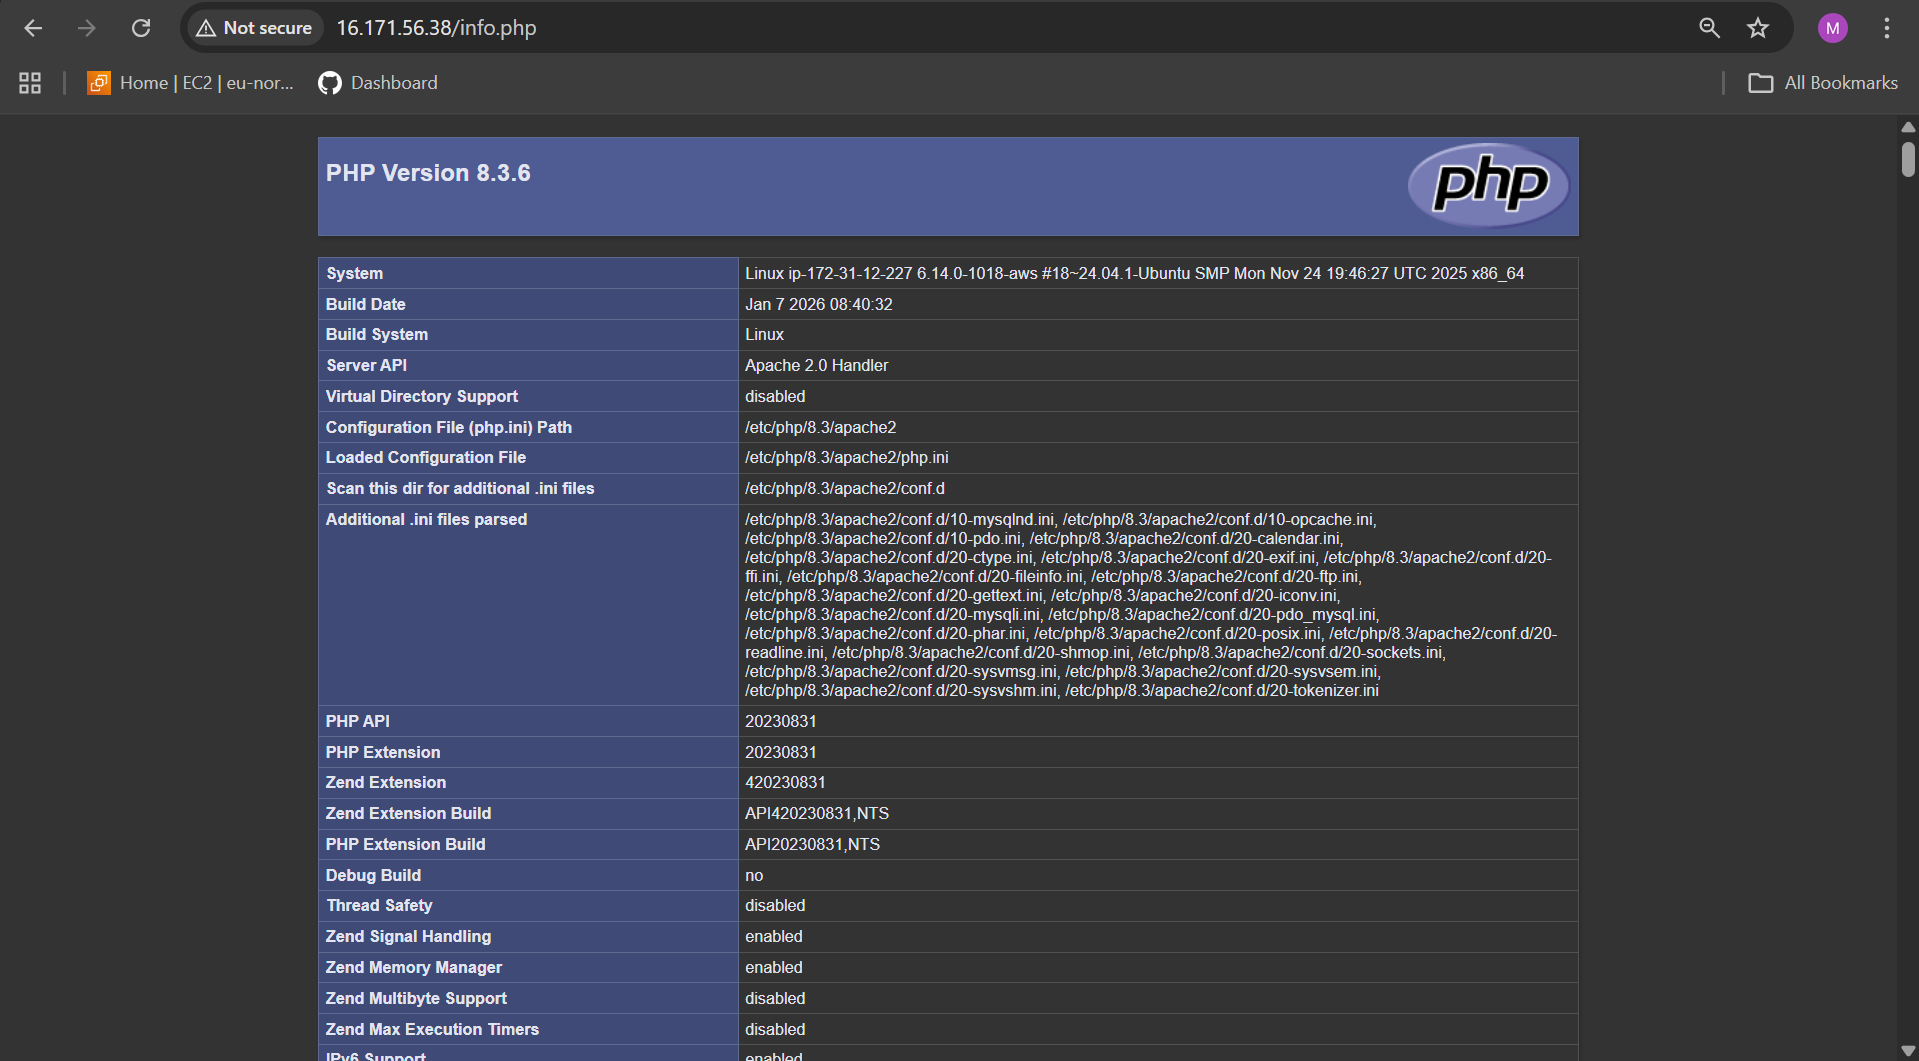 Not secure 16.171.56.38/info.php M
Home | EC2 | eu-nor... Dashboard All Bookmarks
PHP Version 8.3.6 php
System Linux ip-172-31-12-227 6.14.0-1018-aws #18~24.04.1-Ubuntu SMP Mon Nov 24 19:46:27 UTC 2025 x86_64
Build Date Jan 7 2026 08:40:32
Build System Linux
Server API Apache 2.0 Handler
Virtual Directory Support disabled
Configuration File (php.ini) Path /etc/php/8.3/apache2
Loaded Configuration File /etc/php/8.3/apache2/php.ini
Scan this dir for additional .ini files /etc/php/8.3/apache2/conf.d
Additional .ini files parsed /etc/php/8.3/apache2/conf.d/10-mysqlnd.ini, /etc/php/8.3/apache2/conf.d/10-opcache.ini,
/etc/php/8.3/apache2/conf.d/10-pdo.ini, /etc/php/8.3/apache2/conf.d/20-calendar.ini,
/etc/php/8.3/apache2/conf.d/20-ctype.ini, /etc/php/8.3/apache2/conf.d/20-exif.ini, /etc/php/8.3/apache2/conf.d/20-
ffi.ini, /etc/php/8.3/apache2/conf.d/20-fileinfo.ini, /etc/php/8.3/apache2/conf.d/20-ftp.ini,
/etc/php/8.3/apache2/conf.d/20-gettext.ini, /etc/php/8.3/apache2/conf.d/20-iconv.ini,
/etc/php/8.3/apache2/conf.d/20-mysqli.ini, /etc/php/8.3/apache2/conf.d/20-pdo_mysql.ini,
/etc/php/8.3/apache2/conf.d/20-phar.ini, /etc/php/8.3/apache2/conf.d/20-posix.ini, /etc/php/8.3/apache2/conf.d/20-
readline.ini, /etc/php/8.3/apache2/conf.d/20-shmop.ini, /etc/php/8.3/apache2/conf.d/20-sockets.ini,
/etc/php/8.3/apache2/conf.d/20-sysvmsg.ini, /etc/php/8.3/apache2/conf.d/20-sysvsem.ini,
/etc/php/8.3/apache2/conf.d/20-sysvshm.ini, /etc/php/8.3/apache2/conf.d/20-tokenizer.ini
PHP API 20230831
PHP Extension 20230831
Zend Extension 420230831
Zend Extension Build API420230831,NTS
PHP Extension Build API20230831,NTS
Debug Build no
Thread Safety disabled
Zend Signal Handling enabled
Zend Memory Manager enabled
Zend Multibyte Support disabled
Zend Max Execution Timers disabled
IPv6 Support enabled